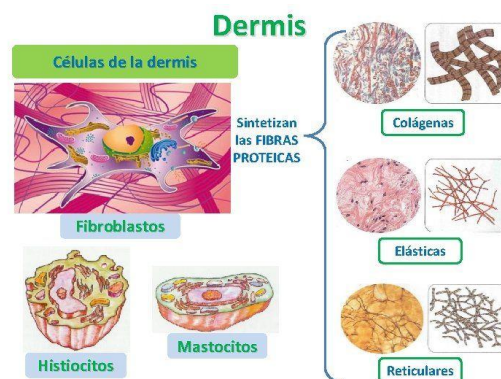 Dermis
Células de la dermis
Sintetizan
las FIBRAS
PROTEICAS
Fibroblastos
Histiocitos
Mastocitos
Colágenas
Elásticas
Reticulares